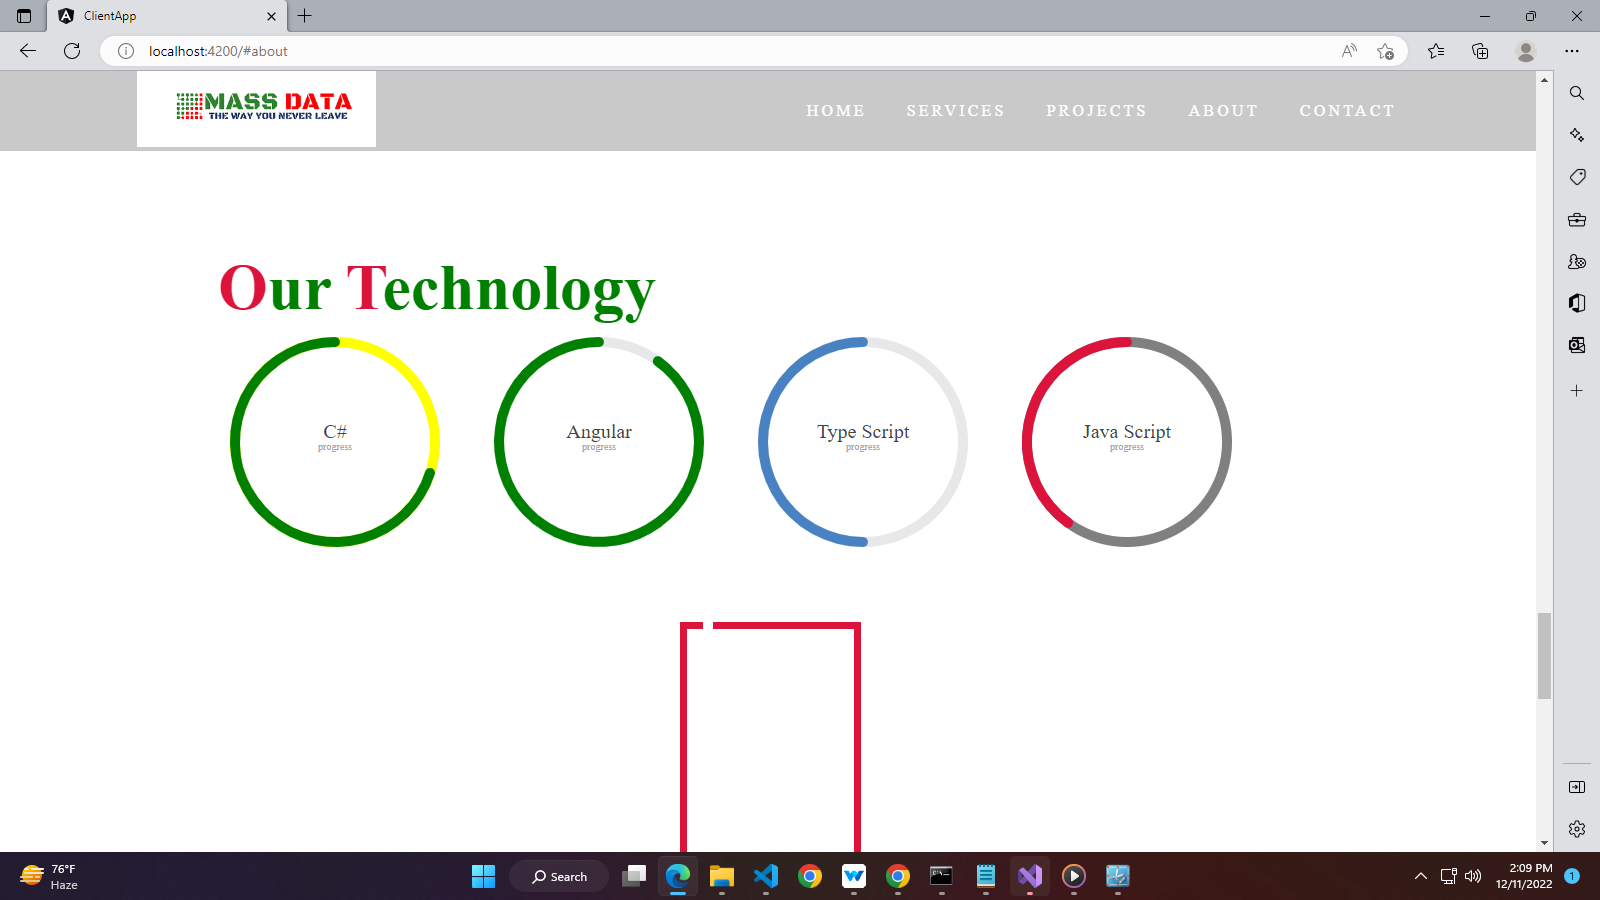 ClientApp
localhost:4200/#about
MASS DATA
THE WAY YOU NEVER LEAVE
HOME SERVICES PROJECTS ABOUT CONTACT
Our Technology
C#
progress
Angular
progress
Type Script
progress
Java Script
progress
76°F
Haze
Search
2:09 PM
12/11/2022
1